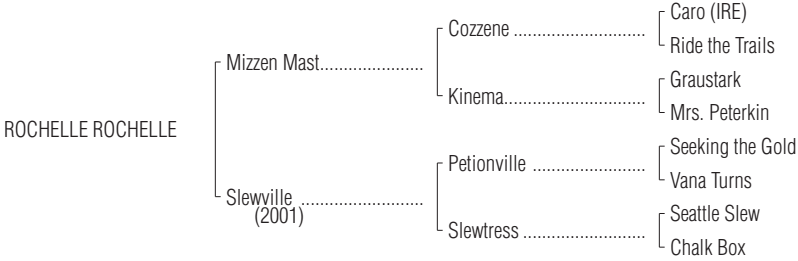 Caro (IRE)
Cozzene ............................
Ride the Trails
Mizzen Mast......................
Graustark
Kinema..............................
Mrs. Peterkin
ROCHELLE ROCHELLE
Seeking the Gold
Petionville ........................
Vana Turns
Slewville ..........................
(2001)
Seattle Slew
Slewtress ..........................
Chalk Box